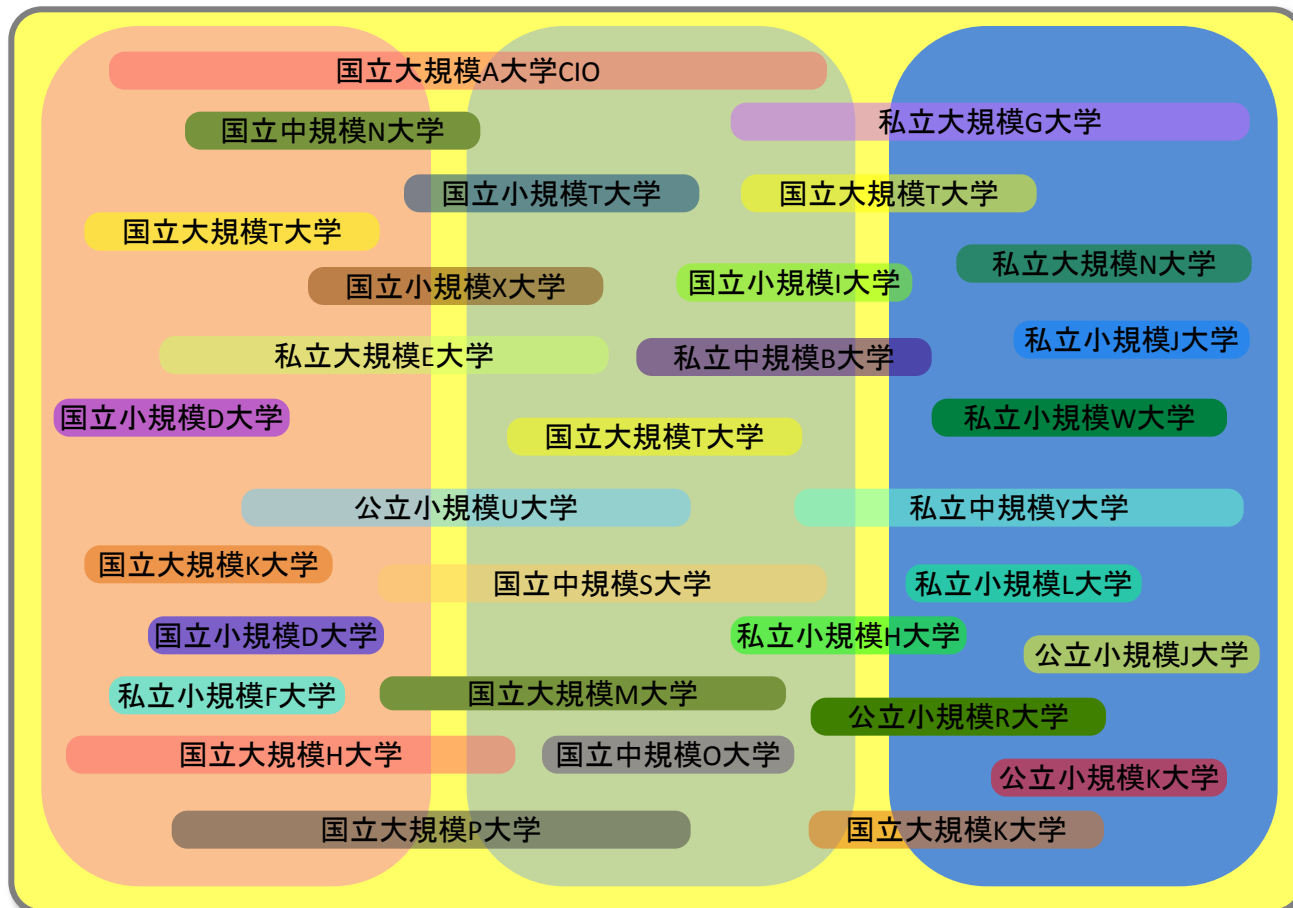 国立大規模A大学CIO
国立中規模N大学
私立大規模G大学
国立小規模T大学
国立大規模T大学
国立大規模T大学
国立小規模X大学
国立小規模I大学
私立大規模N大学
私立大規模E大学
私立中規模B大学
私立小規模J大学
国立小規模D大学
国立大規模T大学
私立小規模W大学
公立小規模U大学
私立中規模Y大学
国立大規模K大学
国立中規模S大学
私立小規模L大学
国立小規模D大学
私立小規模H大学
公立小規模J大学
私立小規模F大学
国立大規模M大学
公立小規模R大学
国立大規模H大学
国立中規模O大学
公立小規模K大学
国立大規模P大学
国立大規模K大学